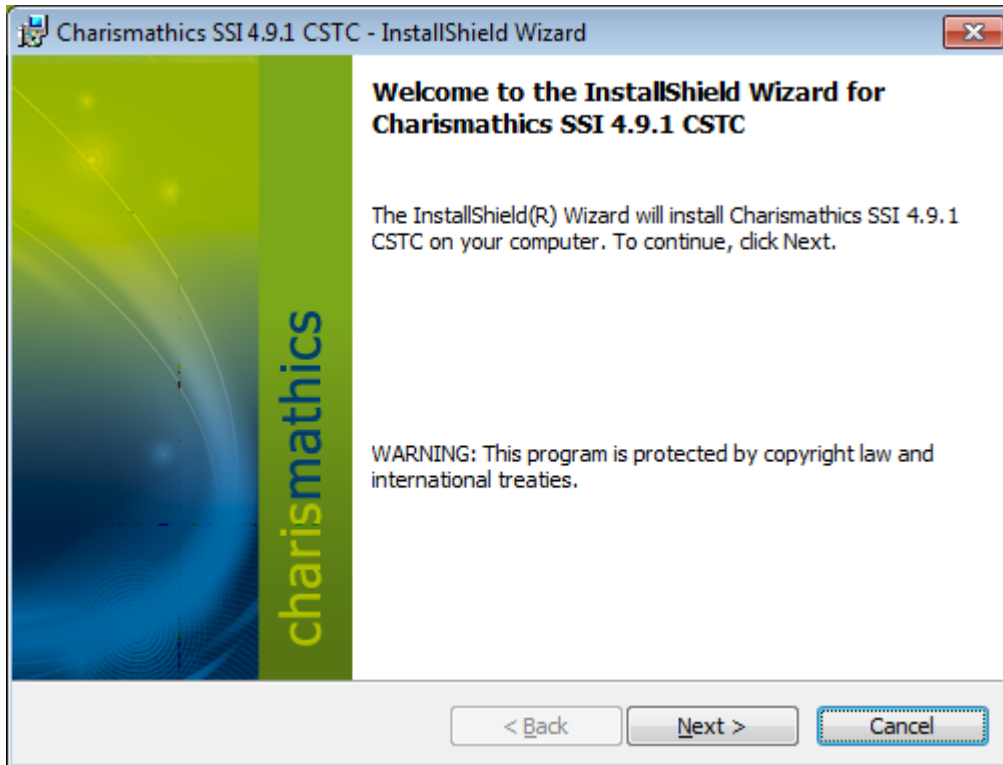 Charismathics SSI 4.9.1 CSTC - InstallShield Wizard
Welcome to the InstallShield Wizard for
Charismathics SSI 4.9.1 CSTC
The InstallShield(R) Wizard will install Charismathics SSI 4.9.1
CSTC on your computer. To continue, click Next.
charismathics
WARNING: This program is protected by copyright law and
international treaties.
< Back Next > Cancel